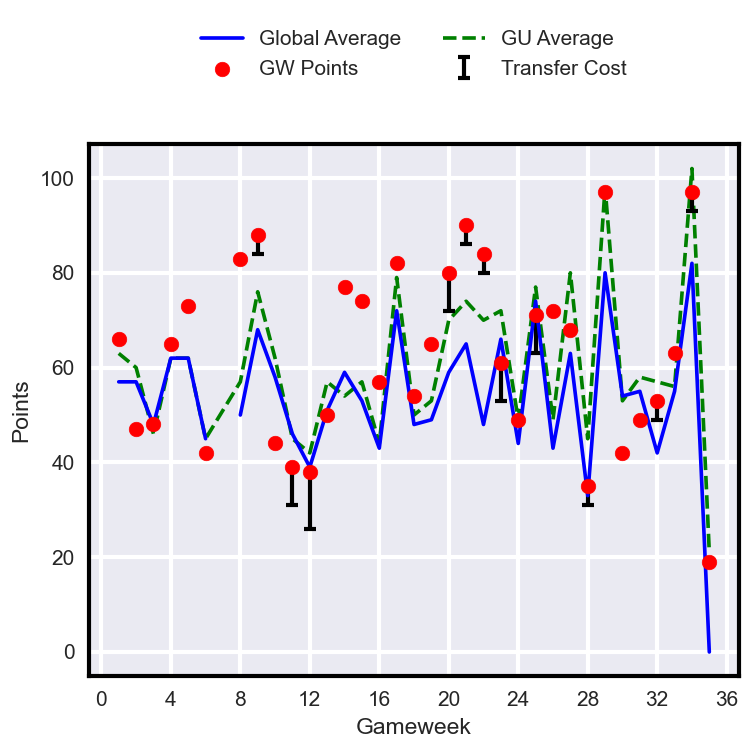 Global Average
GU Average
GW Points
Transfer Cost
Points
100
80
60
40
20
0
0 4 8 12 16 20 24 28 32 36
Gameweek